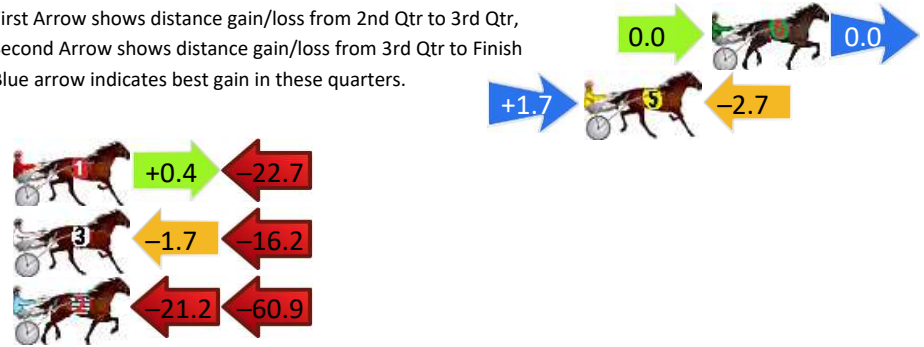 irst Arrow shows distance gain/loss from 2nd Qtr to 3rd Qtr,
econd Arrow shows distance gain/loss from 3rd Qtr to Finish
Blue arrow indicates best gain in these quarters.
0.0 6 0.0
+1.7 5 –2.7
1 +0.4 –22.7
3 –1.7 –16.2
–21.2 –60.9